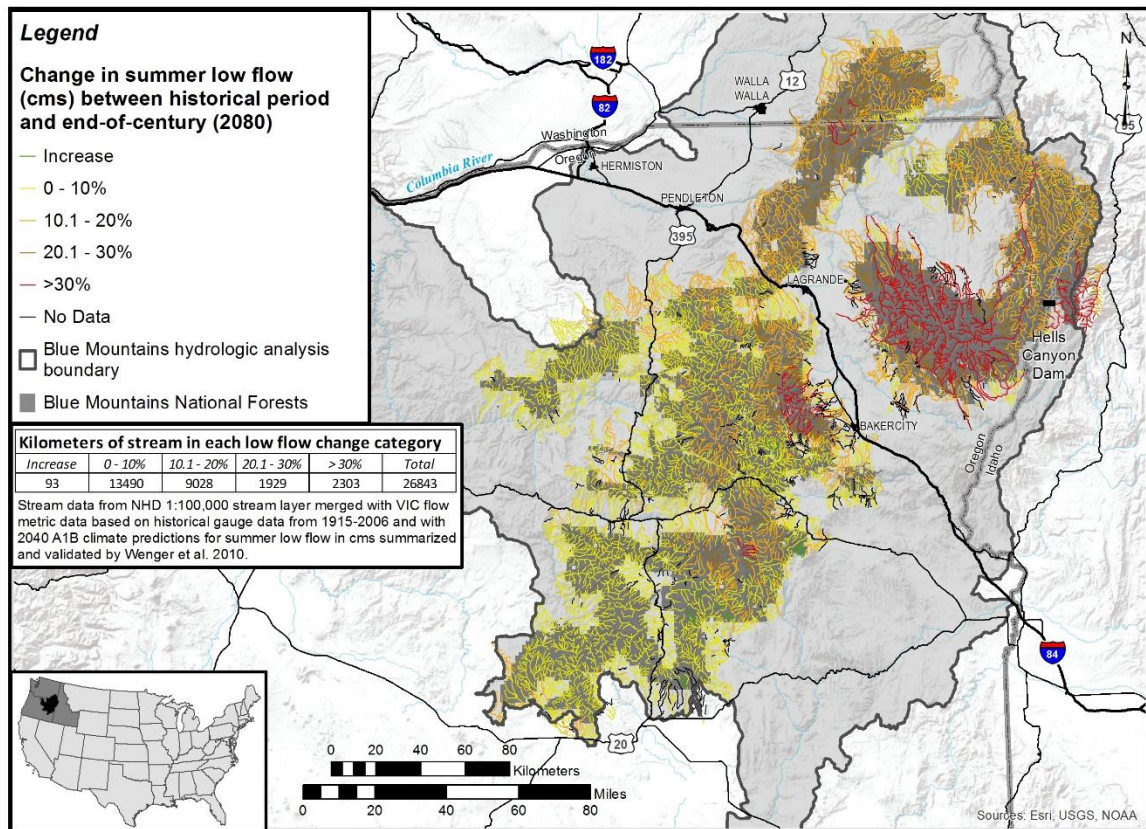 Legend
Change in summer low flow
(cms) between historical period
and end-of-century (2080)
Increase
0 - 10%
10.1 - 20%
20.1 - 30%
>30%
No Data
Blue Mountains hydrologic analysis
boundary
Blue Mountains National Forests
Kilometers of stream in each low flow change category
Increase 0 - 10% 10.1 - 20% 20.1 - 30% >30% Total
93 13490 9028 1929 2303 26843
Stream data from NHD 1:100,000 stream layer merged with VIC flow
metric data based on historical gauge data from 1915-2006 and with
2040 A1B climate predictions for summer low flow in cms summarized
and validated by Wenger et al. 2010.
182
82
WALLA
WALLA
12
N
95
Washington
Oregon
HERMISTON
Columbia River
PENDLETON
395
LAGRANDE
Hells
Canyon
Dam
BAKERCITY
Oregon
Idaho
84
20
0 10 20 40 60 80
Kilometers
Miles
0 10 20 40 60 80
Sources: Esri, USGS, NOAA